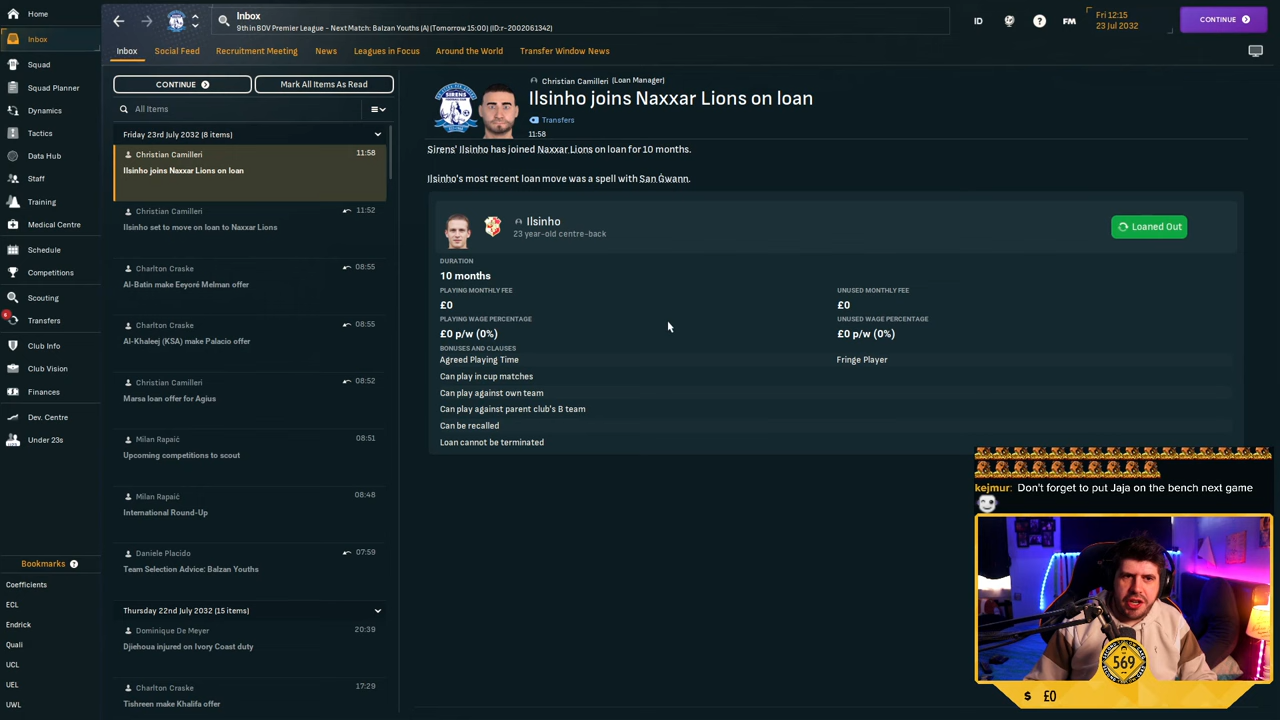 Home
Inbox
Squad
Squad Planner
Dynamics
Tactics
Data Hub
Staff
Training
Medical Centre
Schedule
Competitions
Scouting
6
Transfers
Club Info
Club Vision
Finances
Dev. Centre
Under 23s
Bookmarks ?
Coefficients
ECL
Endrick
Quali
UCL
UEL
UWL
Inbox
9th in BOV Premier League - Next Match: Balzan Youths (A) (Tomorrow 15:00) (ID:r-2002061342)
ID
?
FM
Fri 12:15
23 Jul 2032
CONTINUE
Inbox
Social Feed
Recruitment Meeting
News
Leagues in Focus
Around the World
Transfer Window News
CONTINUE
Mark All Items As Read
All Items
Friday 23rd July 2032 (8 items)
Christian Camilleri 11:58
Ilsinho joins Naxxar Lions on loan
Christian Camilleri 11:52
Ilsinho set to move on loan to Naxxar Lions
Charlton Craske 08:55
Al-Batin make Eeyoré Melman offer
Charlton Craske 08:55
Al-Khaleej (KSA) make Palacio offer
Christian Camilleri 08:52
Marsa loan offer for Agius
Milan Rapaić 08:51
Upcoming competitions to scout
Milan Rapaić 08:48
International Round-Up
Daniele Placido 07:59
Team Selection Advice: Balzan Youths
Thursday 22nd July 2032 (15 items)
Dominique De Meyer 20:39
Djiehoua injured on Ivory Coast duty
Charlton Craske 17:29
Tishreen make Khalifa offer
SIRENS
Christian Camilleri (Loan Manager)
Ilsinho joins Naxxar Lions on loan
Transfers
11:58
Sirens' Ilsinho has joined Naxxar Lions on loan for 10 months.
Ilsinho's most recent loan move was a spell with San Ġwann.
Ilsinho
23 year-old centre-back
Loaned Out
DURATION
10 months
PLAYING MONTHLY FEE
UNUSED MONTHLY FEE
£0
£0
PLAYING WAGE PERCENTAGE
UNUSED WAGE PERCENTAGE
£0 p/w (0%)
£0 p/w (0%)
BONUSES AND CLAUSES
Agreed Playing Time
Fringe Player
Can play in cup matches
Can play against own team
Can play against parent club's B team
Can be recalled
Loan cannot be terminated
kejmur: Don't forget to put Jaja on the bench next game
569
$ £0